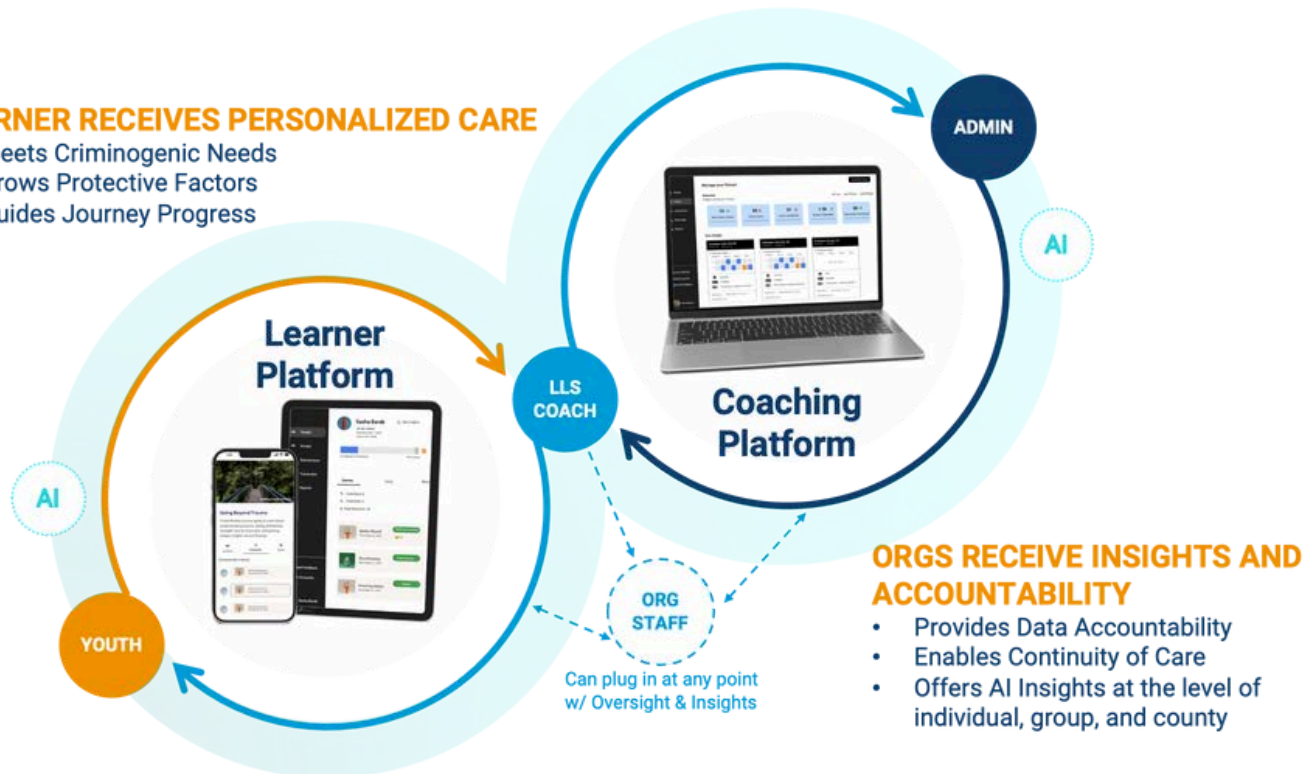 RNER RECEIVES PERSONALIZED CARE
eets Criminogenic Needs
rows Protective Factors
uides Journey Progress
ADMIN
AI
Learner
Platform
LLS
COACH
Coaching
Platform
AI
YOUTH
ORG
STAFF
Can plug in at any point
w/ Oversight & Insights
ORGS RECEIVE INSIGHTS AND
ACCOUNTABILITY
• Provides Data Accountability
• Enables Continuity of Care
• Offers AI Insights at the level of
individual, group, and county